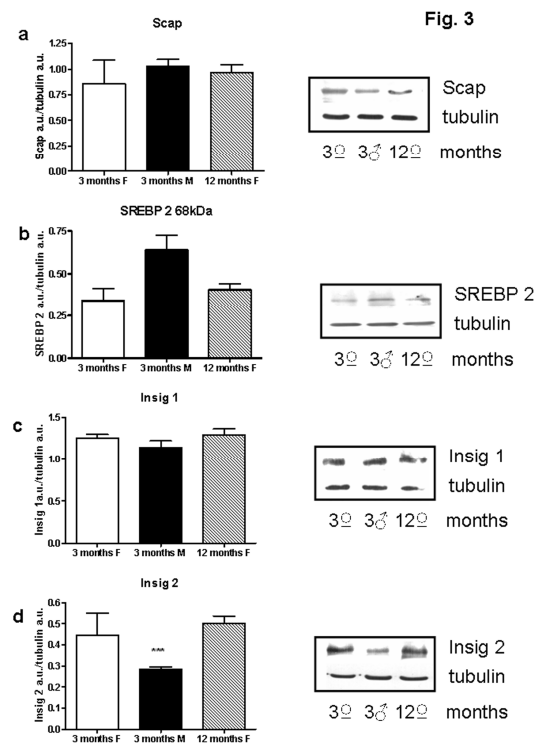 Fig. 3
a
Scap
Scap a.u./tubulin a.u.
1.25
1.00
0.75
0.50
0.25
0.00
3 months F 3 months M 12 months F
Scap
tubulin
3♀ 3♂ 12♀ months
b
SREBP 2 68kDa
SREBP 2 a.u./tubulin a.u.
0.75
0.50
0.25
0.00
3 months F 3 months M 12 months F
SREBP 2
tubulin
3♀ 3♂ 12♀ months
c
Insig 1
Insig 1a.u./tubulin a.u.
1.5
1.0
0.5
0.0
3 months F 3 months M 12 months F
Insig 1
tubulin
3♀ 3♂ 12♀ months
d
Insig 2
Insig 2 a.u./tubulin a.u.
0.6
0.5
0.4
0.3
0.2
0.1
0.0
***
3 months F 3 months M 12 months F
Insig 2
tubulin
3♀ 3♂ 12♀ months